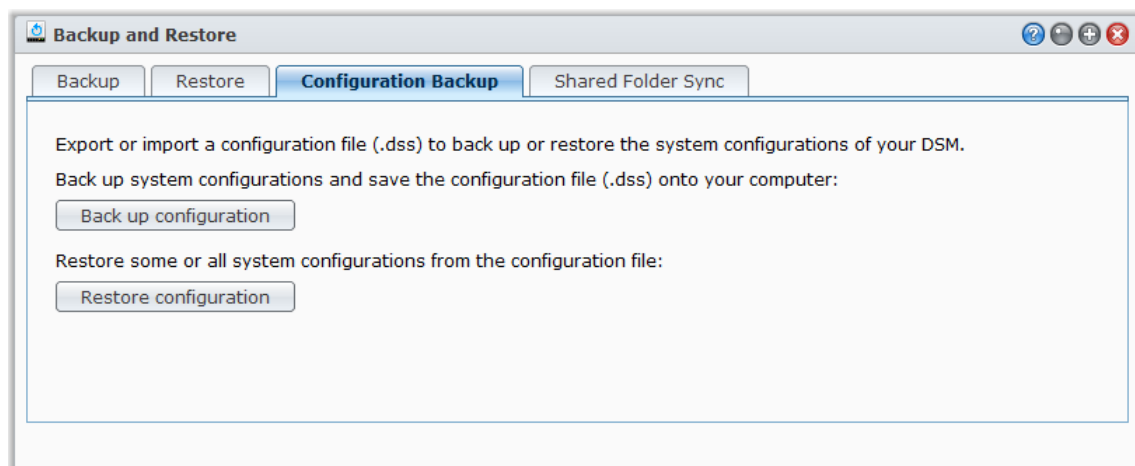 Backup and Restore
Backup
Restore
Configuration Backup
Shared Folder Sync
Export or import a configuration file (.dss) to back up or restore the system configurations of your DSM.
Back up system configurations and save the configuration file (.dss) onto your computer:
Back up configuration
Restore some or all system configurations from the configuration file:
Restore configuration